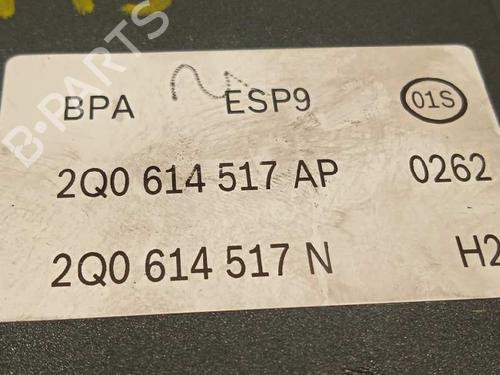 B-PARTS
BPA ESP9 01S
2Q0 614 517 AP 0262
2Q0 614 517 N H2